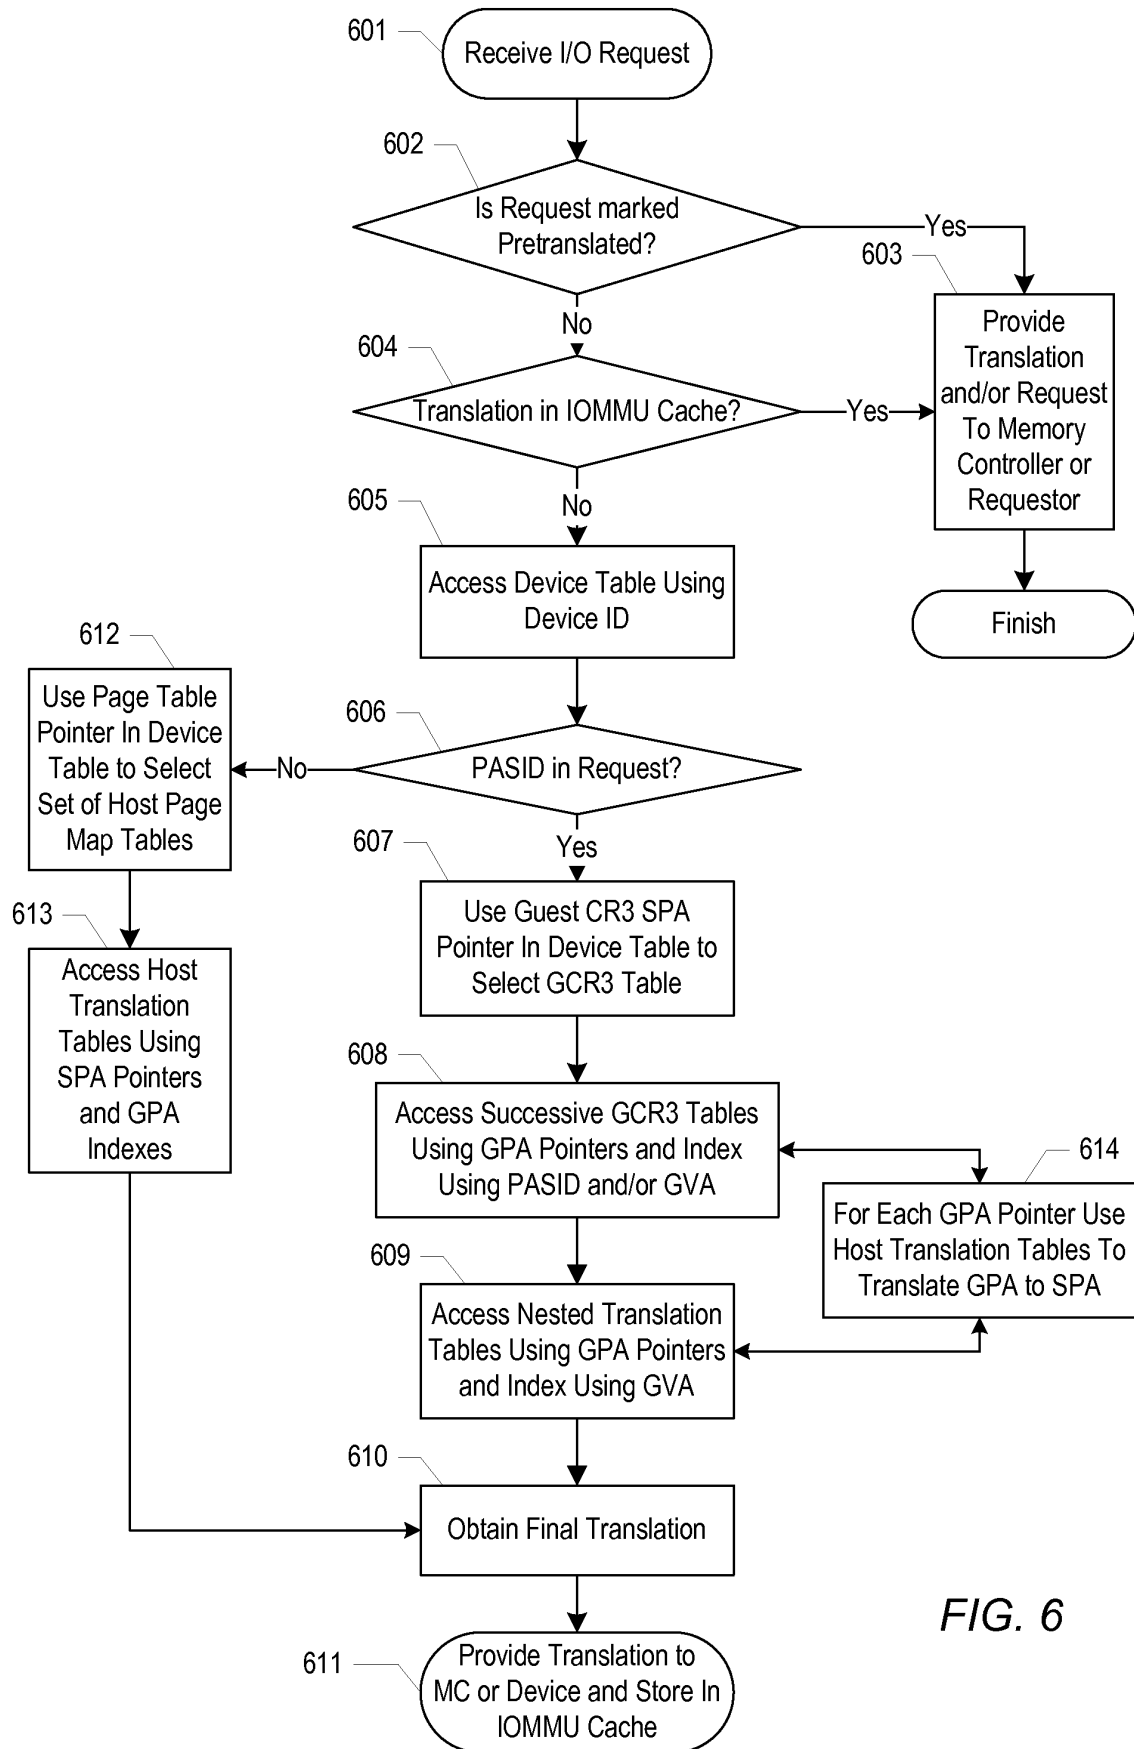 601
Receive I/O Request
602
Is Request marked
Pretranslated?
Yes
603
Provide
Translation
and/or Request
To Memory
Controller or
Requestor
No
604
Translation in IOMMU Cache?
Yes
No
605
Access Device Table Using
Device ID
Finish
612
Use Page Table
Pointer In Device
Table to Select
Set of Host Page
Map Tables
606
PASID in Request?
No
Yes
607
Use Guest CR3 SPA
Pointer In Device Table to
Select GCR3 Table
613
Access Host
Translation
Tables Using
SPA Pointers
and GPA
Indexes
608
Access Successive GCR3 Tables
Using GPA Pointers and Index
Using PASID and/or GVA
614
For Each GPA Pointer Use
Host Translation Tables To
Translate GPA to SPA
609
Access Nested Translation
Tables Using GPA Pointers
and Index Using GVA
610
Obtain Final Translation
FIG. 6
611
Provide Translation to
MC or Device and Store In
IOMMU Cache